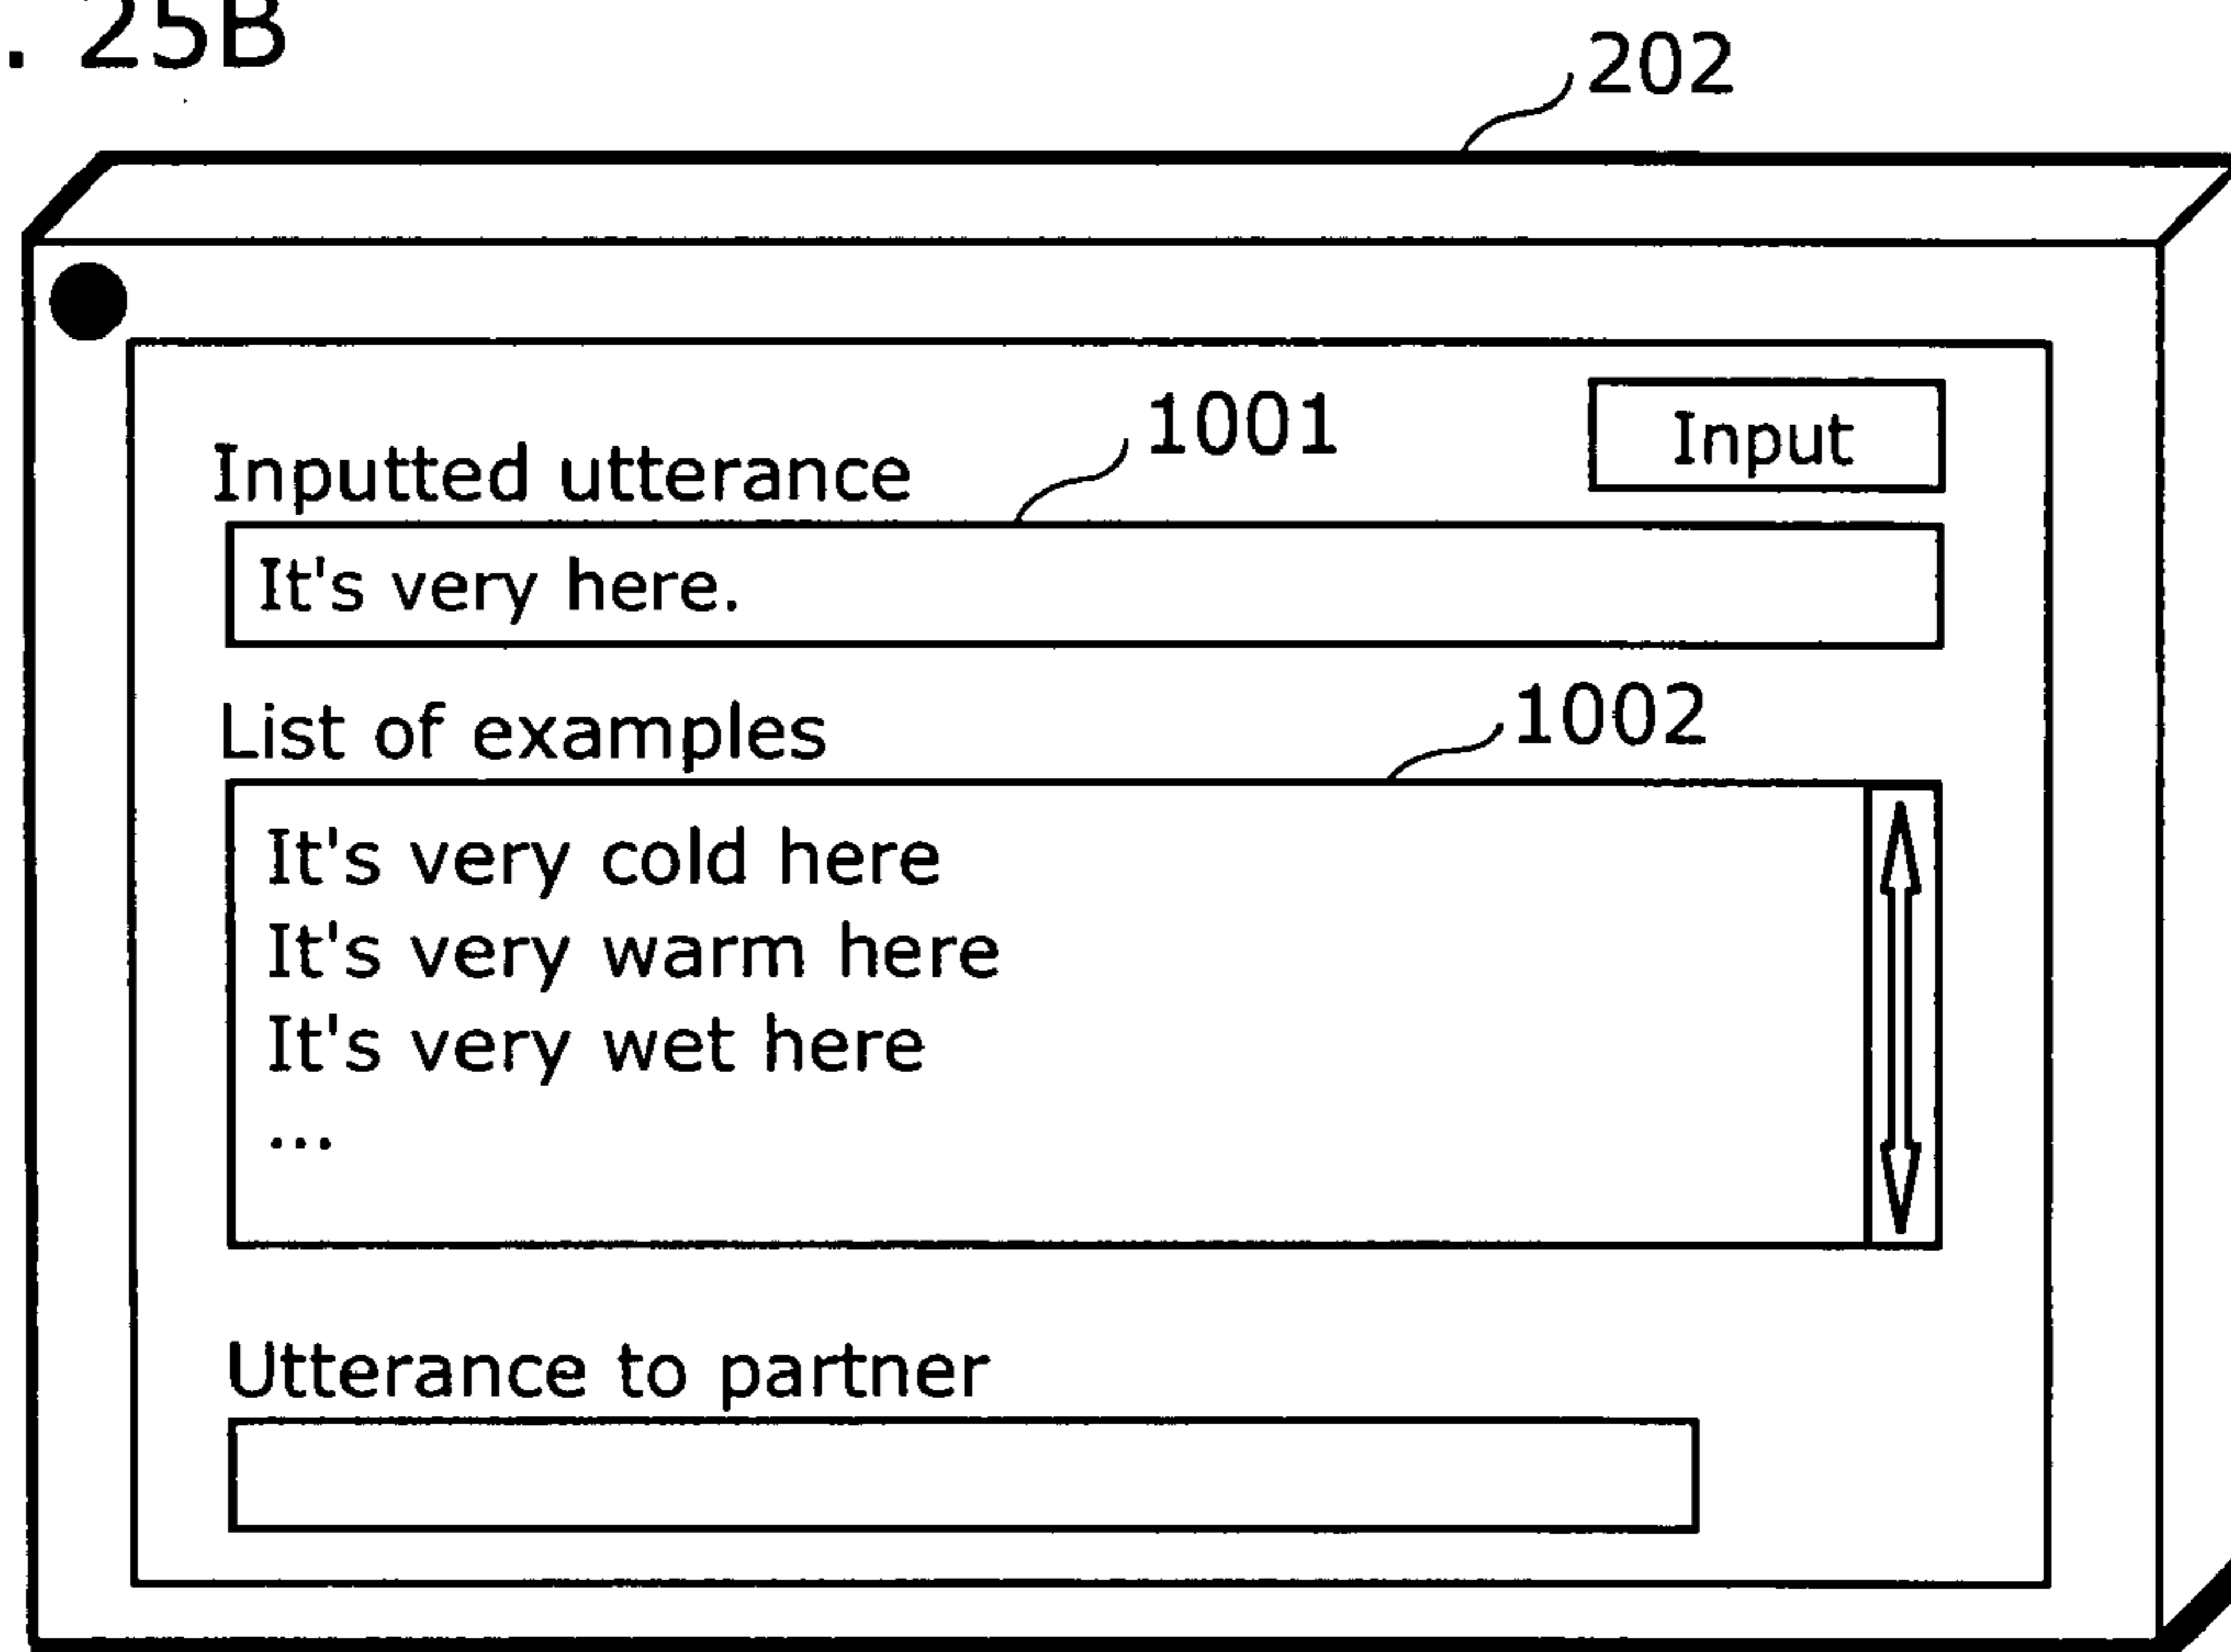 . 25B
202
1001
Input
Inputted utterance
It's very here.
1002
List of examples
It's very cold here
It's very warm here
It's very wet here
...
Utterance to partner